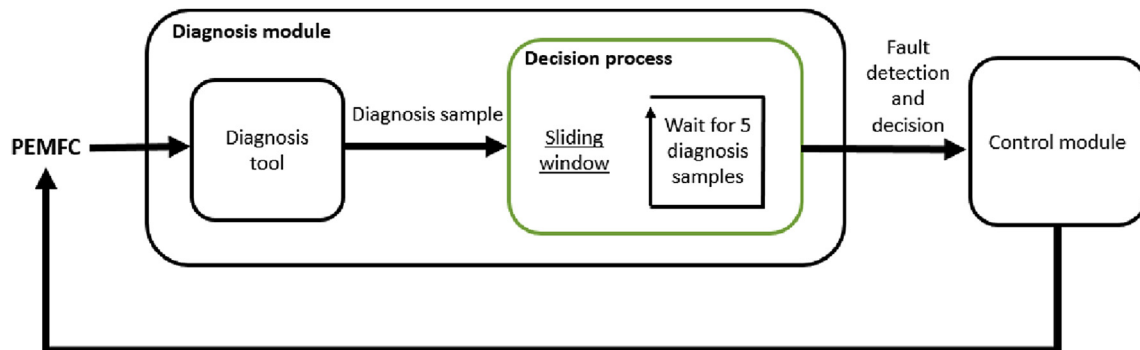 Diagnosis module
Decision process
Fault
detection
and
decision
PEMFC
Diagnosis
tool
Diagnosis sample
Sliding
window
Wait for 5
diagnosis
samples
Control module